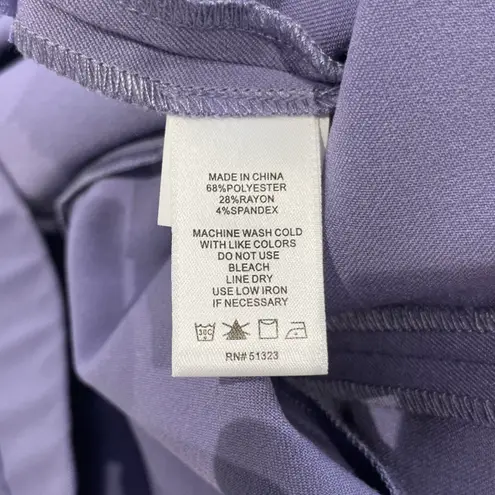 MADE IN CHINA
68%POLYESTER
28%RAYON
4%SPANDEX
MACHINE WASH COLD
WITH LIKE COLORS
DO NOT USE
BLEACH
LINE DRY
USE LOW IRON
IF NECESSARY
30C
RN# 51323